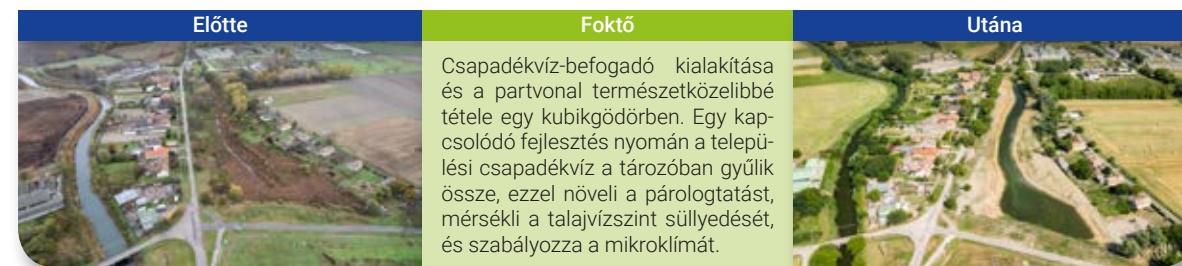 Előtte
Foktő
Utána
Csapadékvíz-befogadó kialakítása
és a partvonal természetközelibbé
tétele egy kubikgödörben. Egy kap-
csolódó fejlesztés nyomán a telepü-
lési csapadékvíz a tározóban gyűlik
össze, ezzel növeli a párologtatást,
mérsékli a talajvízszint süllyedését,
és szabályozza a mikroklímát.